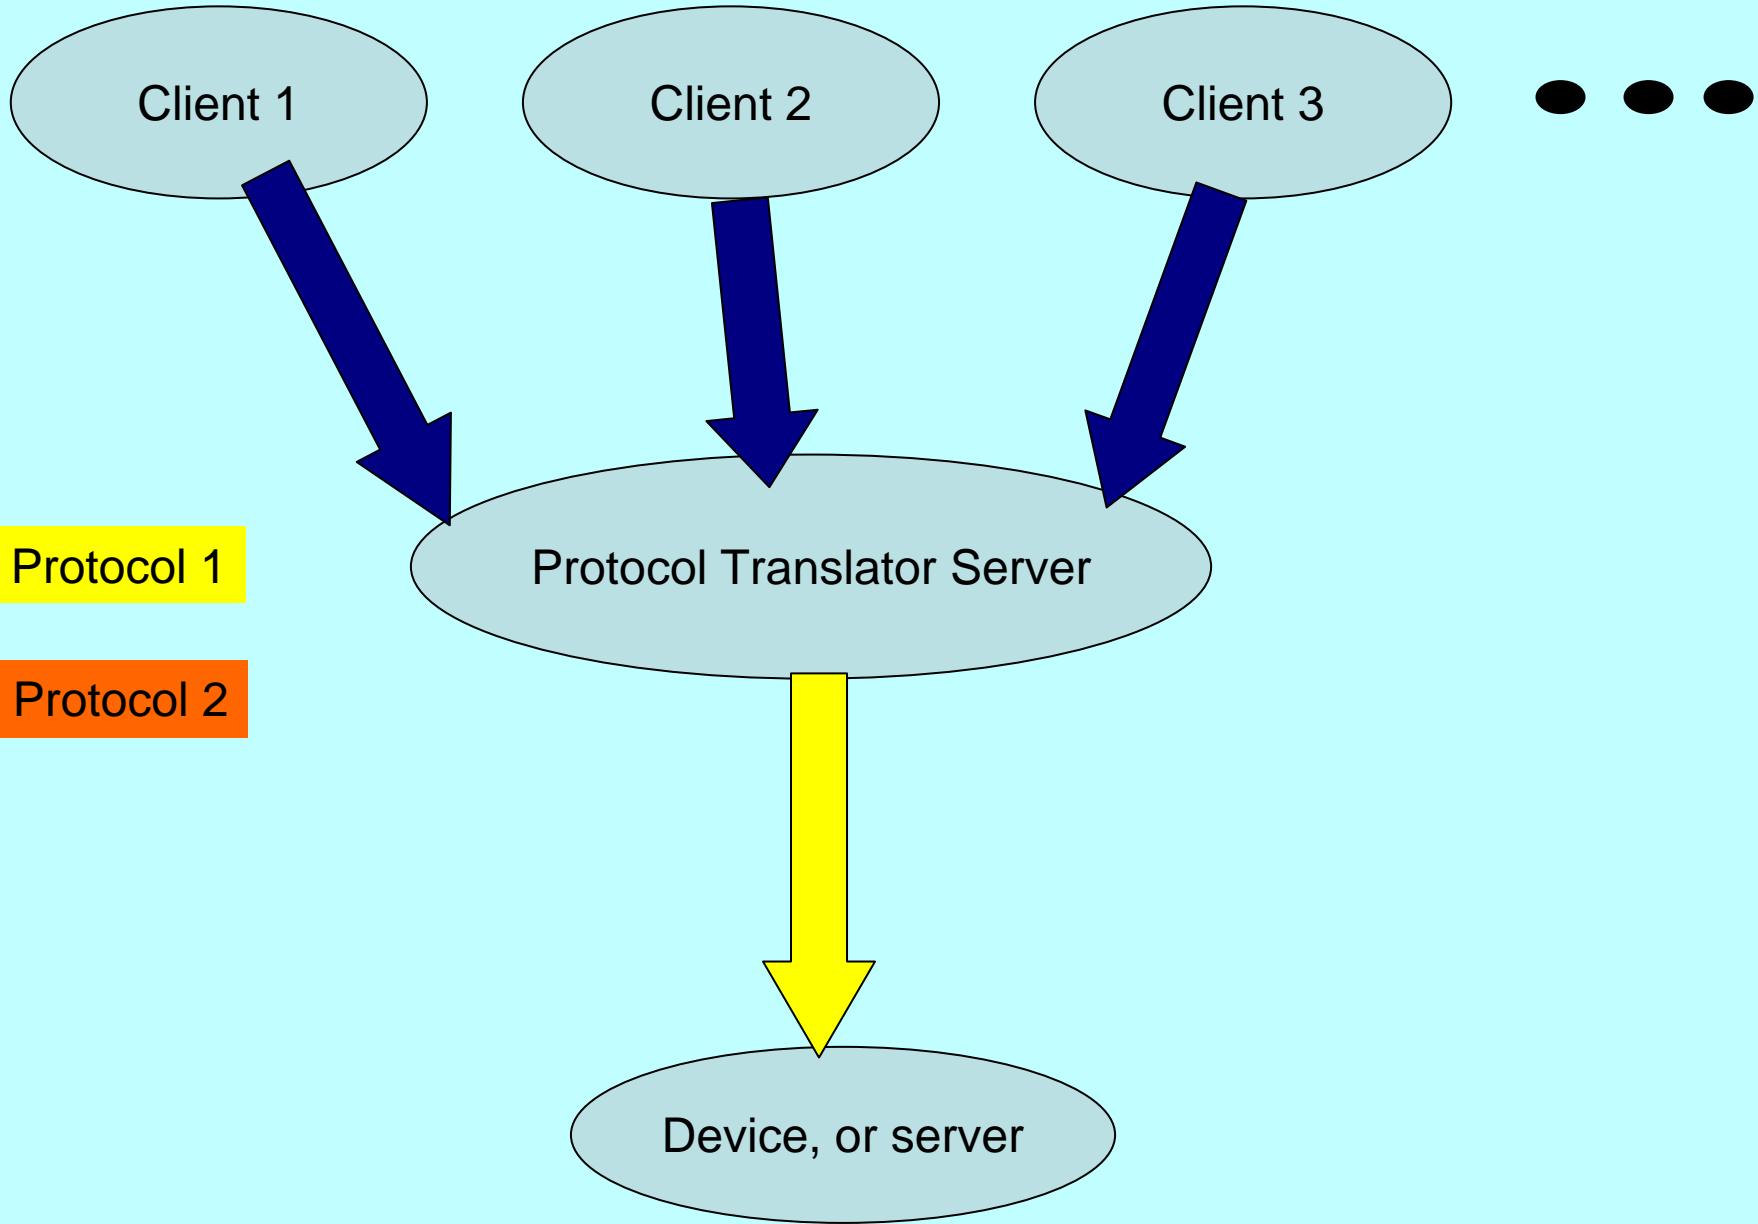 Client 1
Client 2
Client 3
Protocol 1
Protocol Translator Server
Protocol 2
Device, or server